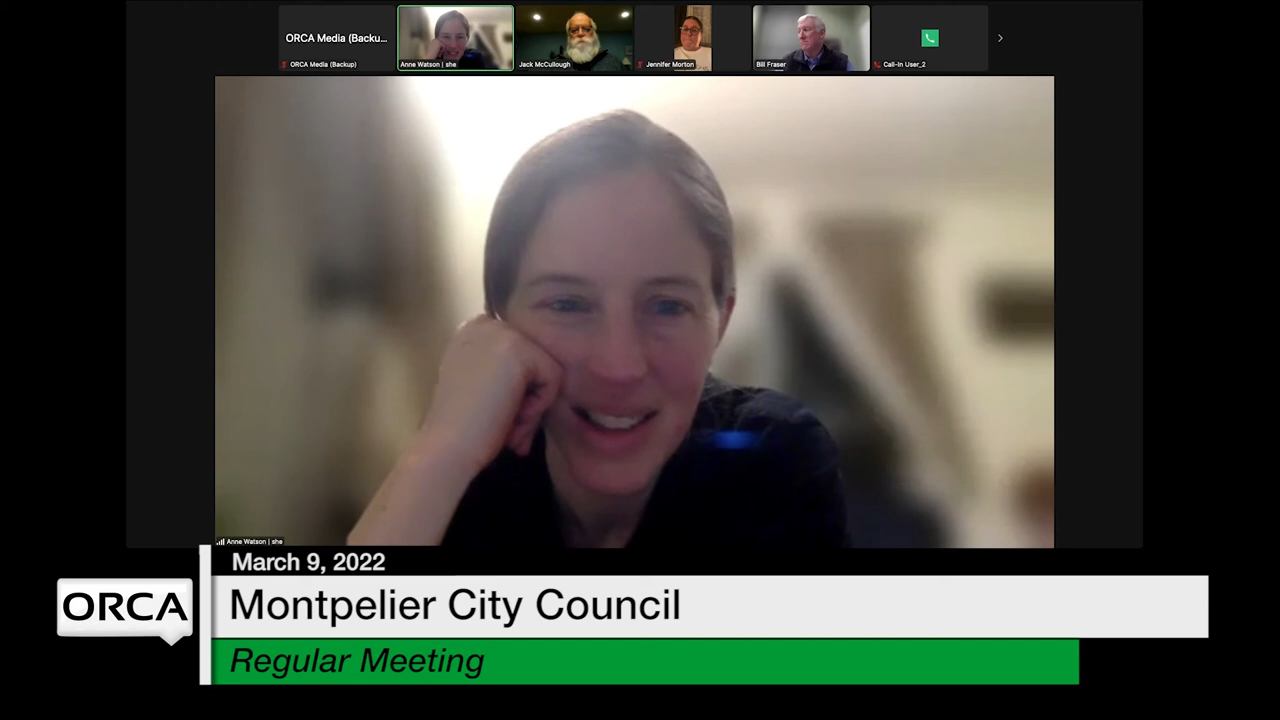 ORCA Media (Backu...
ORCA Media (Backup)
Anne Watson | she
Jack McCullough
Jennifer Morton
Bill Fraser
Call-In User_2
Anne Watson | she
March 9, 2022
ORCA
Montpelier City Council
Regular Meeting